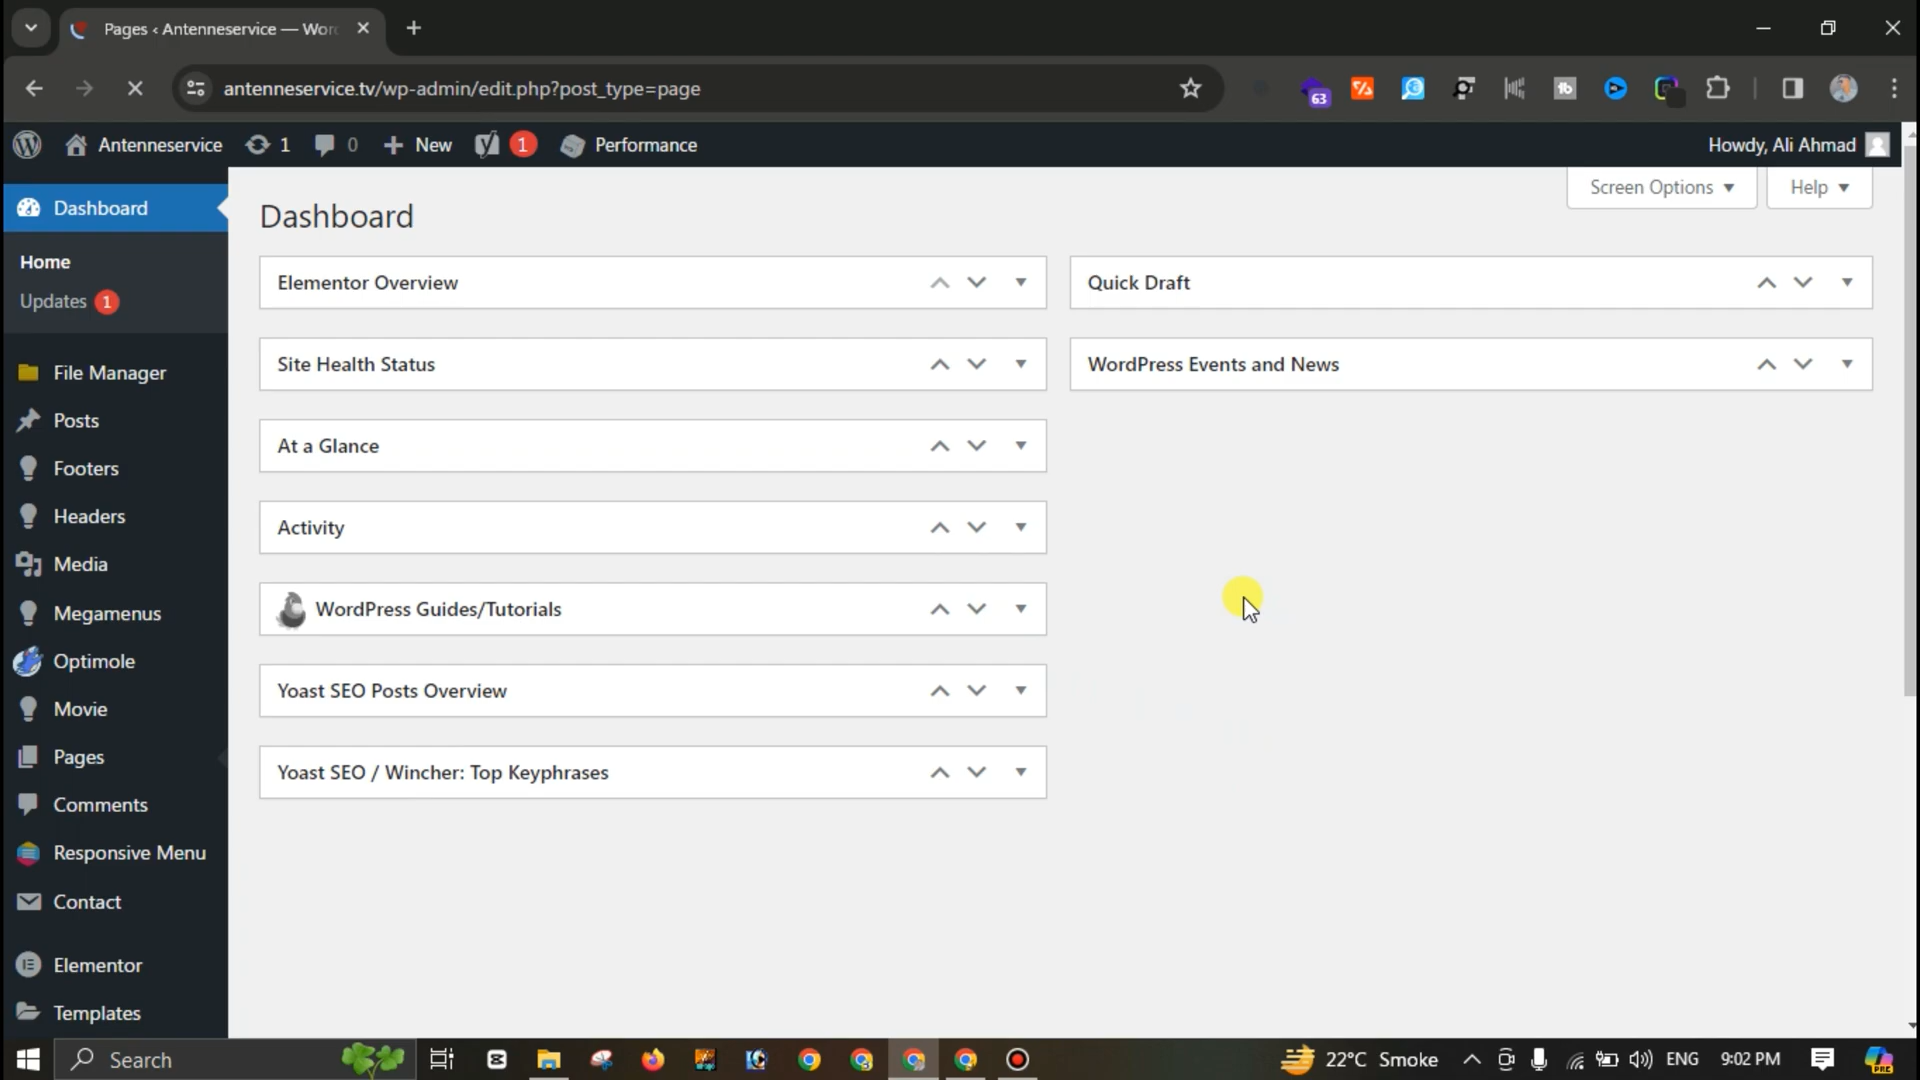 Pages ‹ Antenneservice — Wor
antenneservice.tv/wp-admin/edit.php?post_type=page
63
Antenneservice 1 0 New 1 Performance
Howdy, Ali Ahmad
Screen Options
Help
Dashboard
Home
Updates 1
File Manager
Posts
Footers
Headers
Media
Megamenus
Optimole
Movie
Pages
Comments
Responsive Menu
Contact
Elementor
Templates
Dashboard
Elementor Overview
Site Health Status
At a Glance
Activity
WordPress Guides/Tutorials
Yoast SEO Posts Overview
Yoast SEO / Wincher: Top Keyphrases
Quick Draft
WordPress Events and News
Search
22°C Smoke
ENG
9:02 PM
PRE